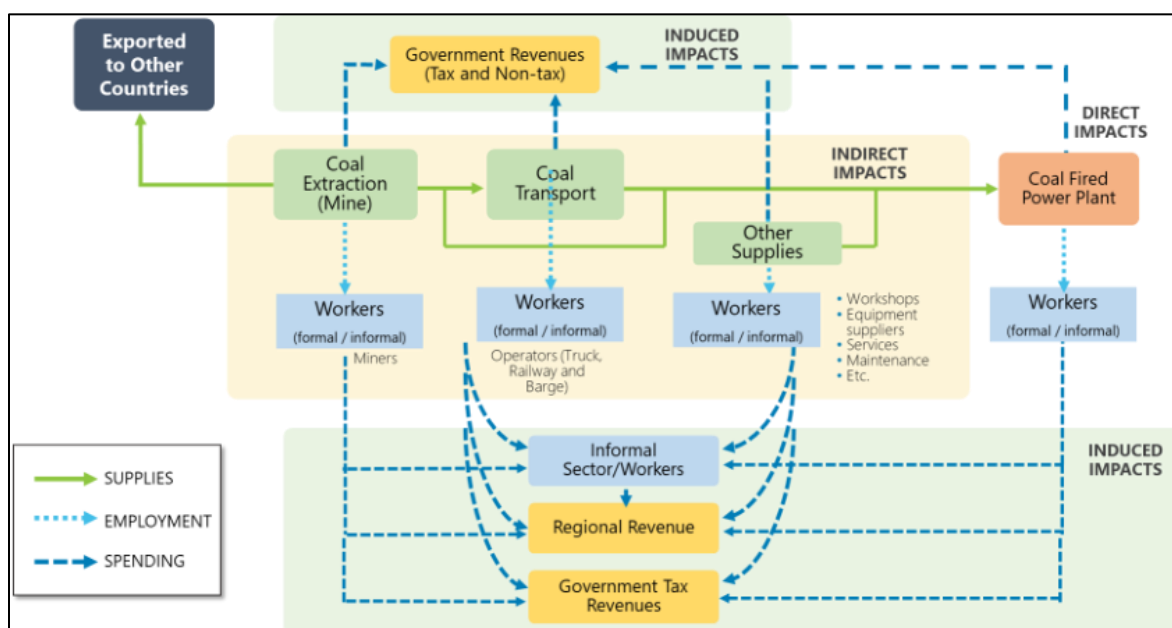 Exported
to Other
Countries
Government Revenues
(Tax and Non-tax)
INDUCED
IMPACTS
DIRECT
IMPACTS
Coal
Extraction
(Mine)
Coal
Transport
INDIRECT
IMPACTS
Coal Fired
Power Plant
Other
Supplies
Workers
(formal / informal)
Miners
Workers
(formal / informal)
Operators (Truck,
Railway and
Barge)
Workers
(formal / informal)
• Workshops
• Equipment
suppliers
• Services
• Maintenance
• Etc.
Workers
(formal / informal)
Informal
Sector/Workers
INDUCED
IMPACTS
Regional Revenue
Government Tax
Revenues
SUPPLIES
EMPLOYMENT
SPENDING